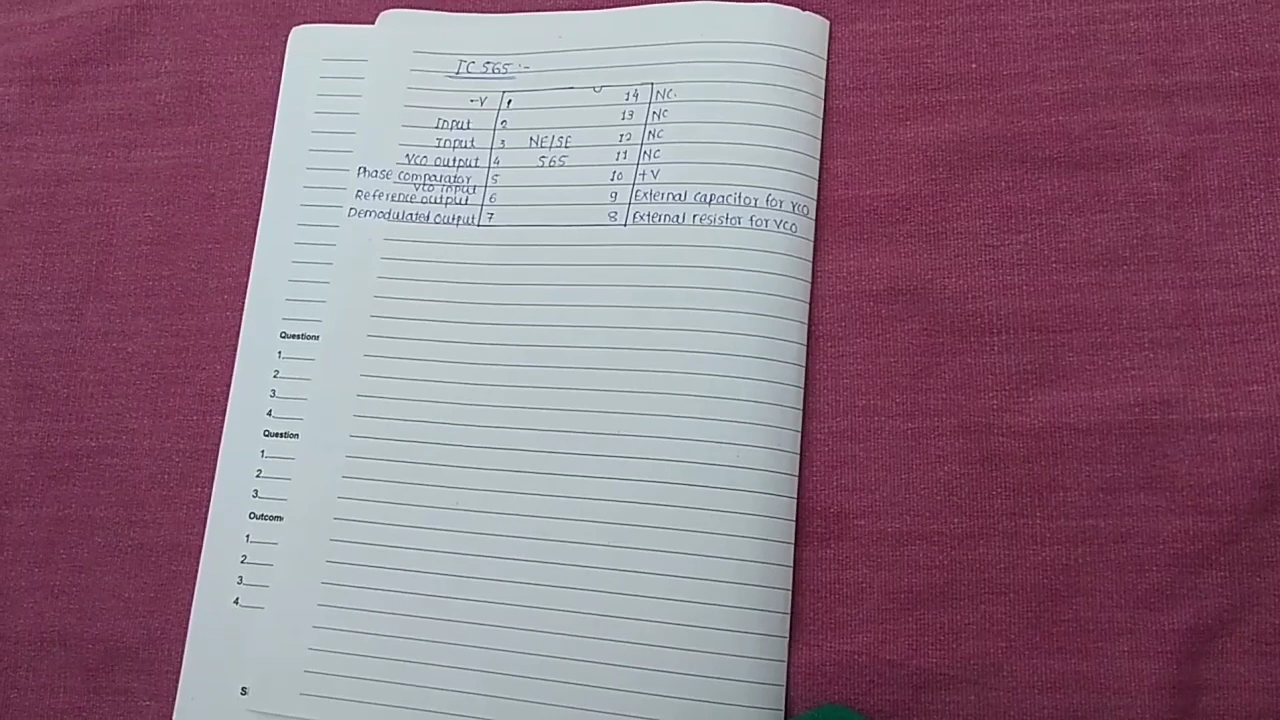 IC 565 :-
-V 1 14 NC.
Input 2 13 NC
Input 3 NE/SE 12 NC
VCO output 4 565 11 NC
Phase comparator 5 10 +V
VCO input
Reference output 6 9 External capacitor for VCO
Demodulated output 7 8 External resistor for VCO
Questions
1.
2.
3.
4.
Question
1.
2.
3.
Outcom
1.
2.
3.
4.
S